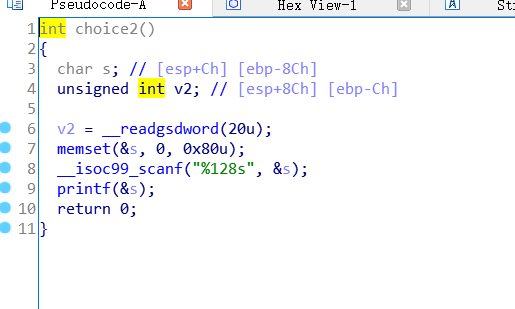 Pseudocode-A
Hex View-1
A
St
1 int choice2()
2 {
3 char s; // [esp+Ch] [ebp-8Ch]
4 unsigned int v2; // [esp+8Ch] [ebp-Ch]
5
6 v2 = __readgsdword(20u);
7 memset(&s, 0, 0x80u);
8 __isoc99_scanf("%128s", &s);
9 printf(&s);
10 return 0;
11 }